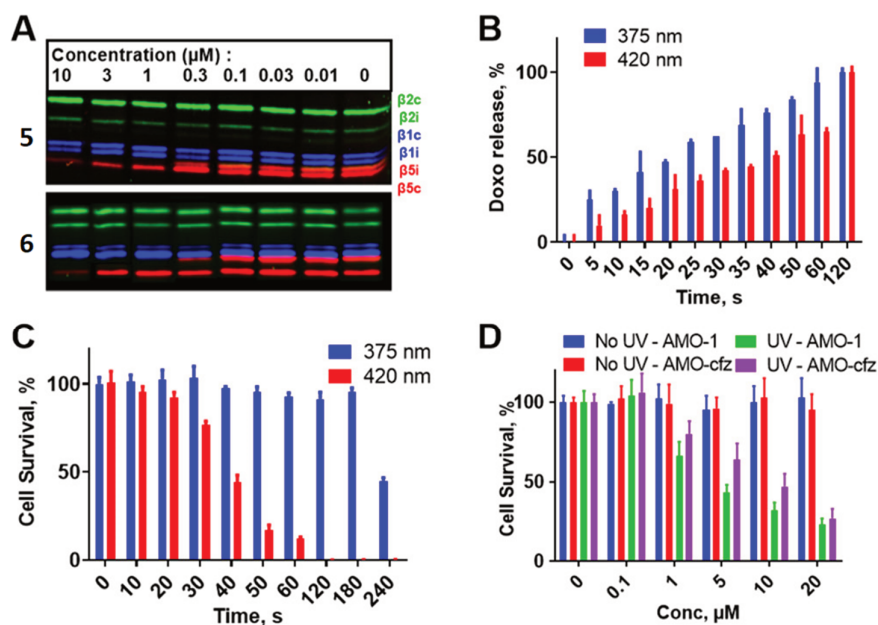 A
Concentration (µM) :
10 3 1 0.3 0.1 0.03 0.01 0
5
β2c
β2i
β1c
β1i
β5i
β5c
6
B
375 nm
420 nm
Doxo release, %
100
50
0
0 5 10 15 20 25 30 35 40 50 60 120
Time, s
C
375 nm
420 nm
Cell Survival, %
100
50
0
0 10 20 30 40 50 60 120 180 240
Time, s
D
No UV - AMO-1 UV - AMO-1
No UV - AMO-cfz UV - AMO-cfz
Cell Survival, %
100
50
0
0 0.1 1 5 10 20
Conc, µM